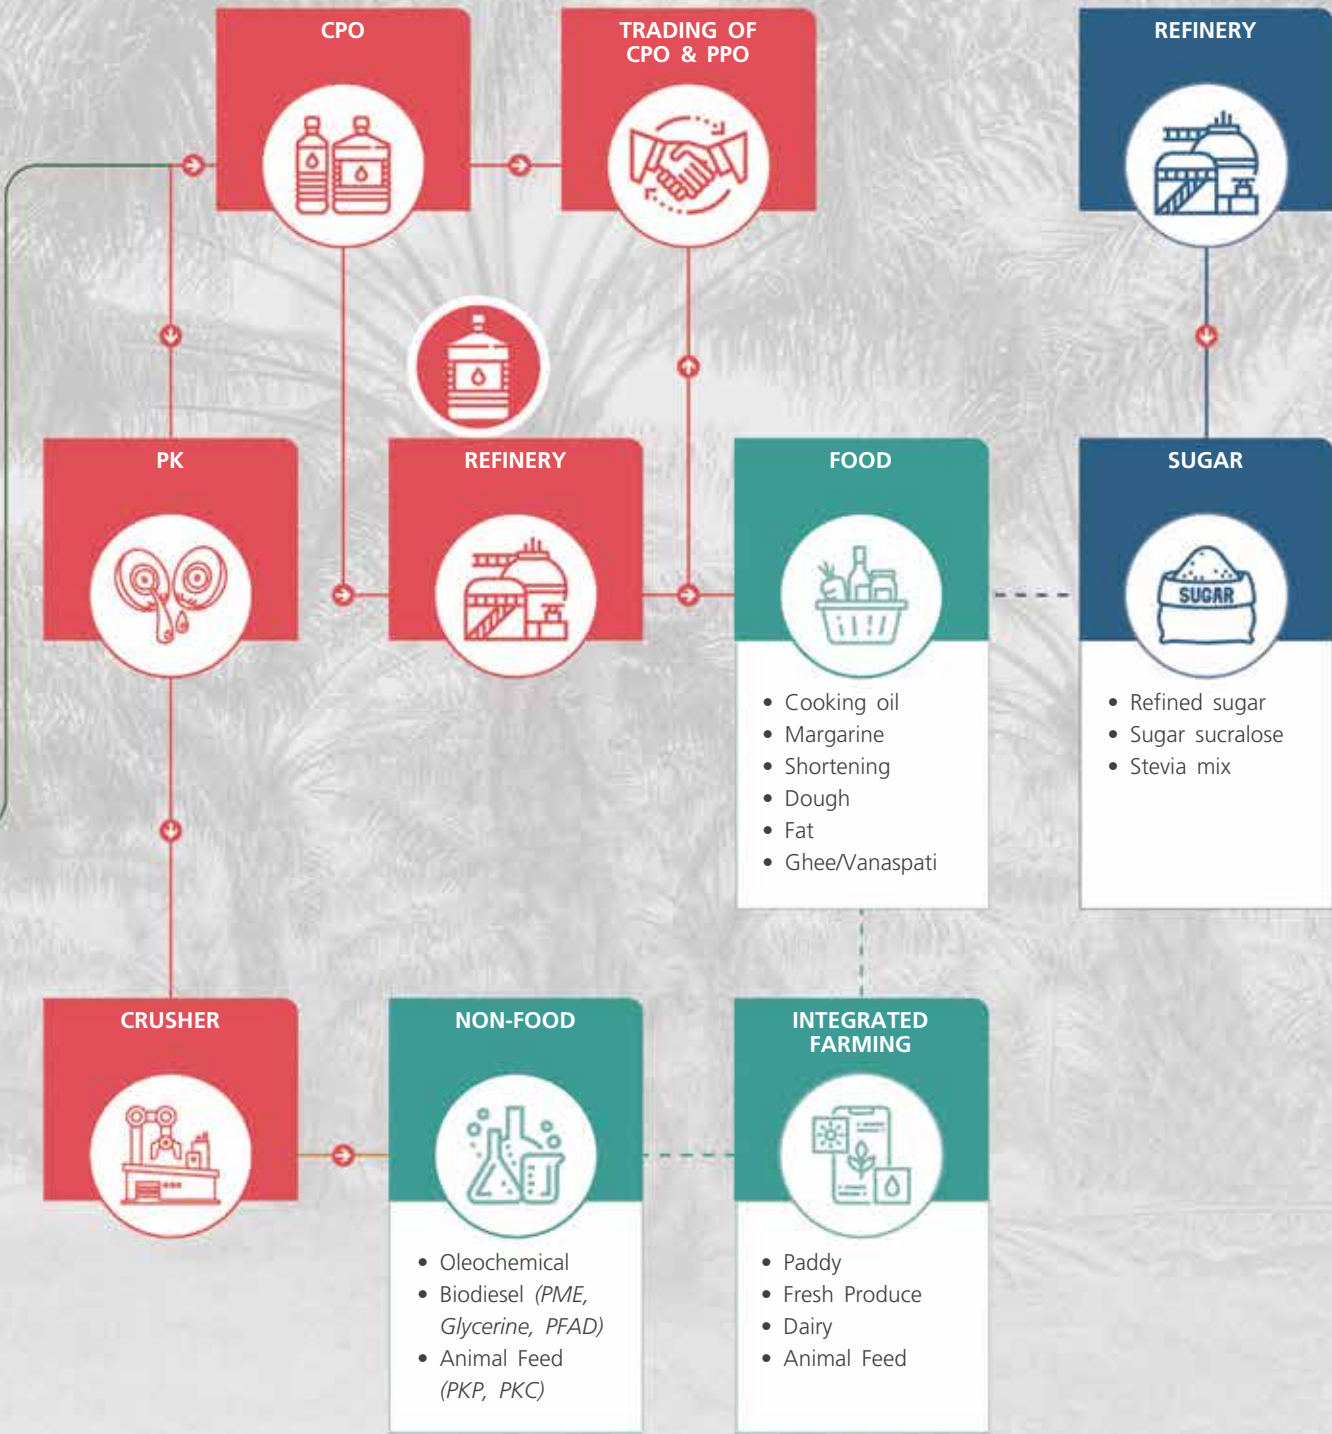 CPO
TRADING OF
CPO & PPO
REFINERY
PK
REFINERY
FOOD
SUGAR
SUGAR
• Cooking oil
• Margarine
• Shortening
• Dough
• Fat
• Ghee/Vanaspati
• Refined sugar
• Sugar sucralose
• Stevia mix
CRUSHER
NON-FOOD
INTEGRATED
FARMING
• Oleochemical
• Biodiesel (PME,
Glycerine, PFAD)
• Animal Feed
(PKP, PKC)
• Paddy
• Fresh Produce
• Dairy
• Animal Feed